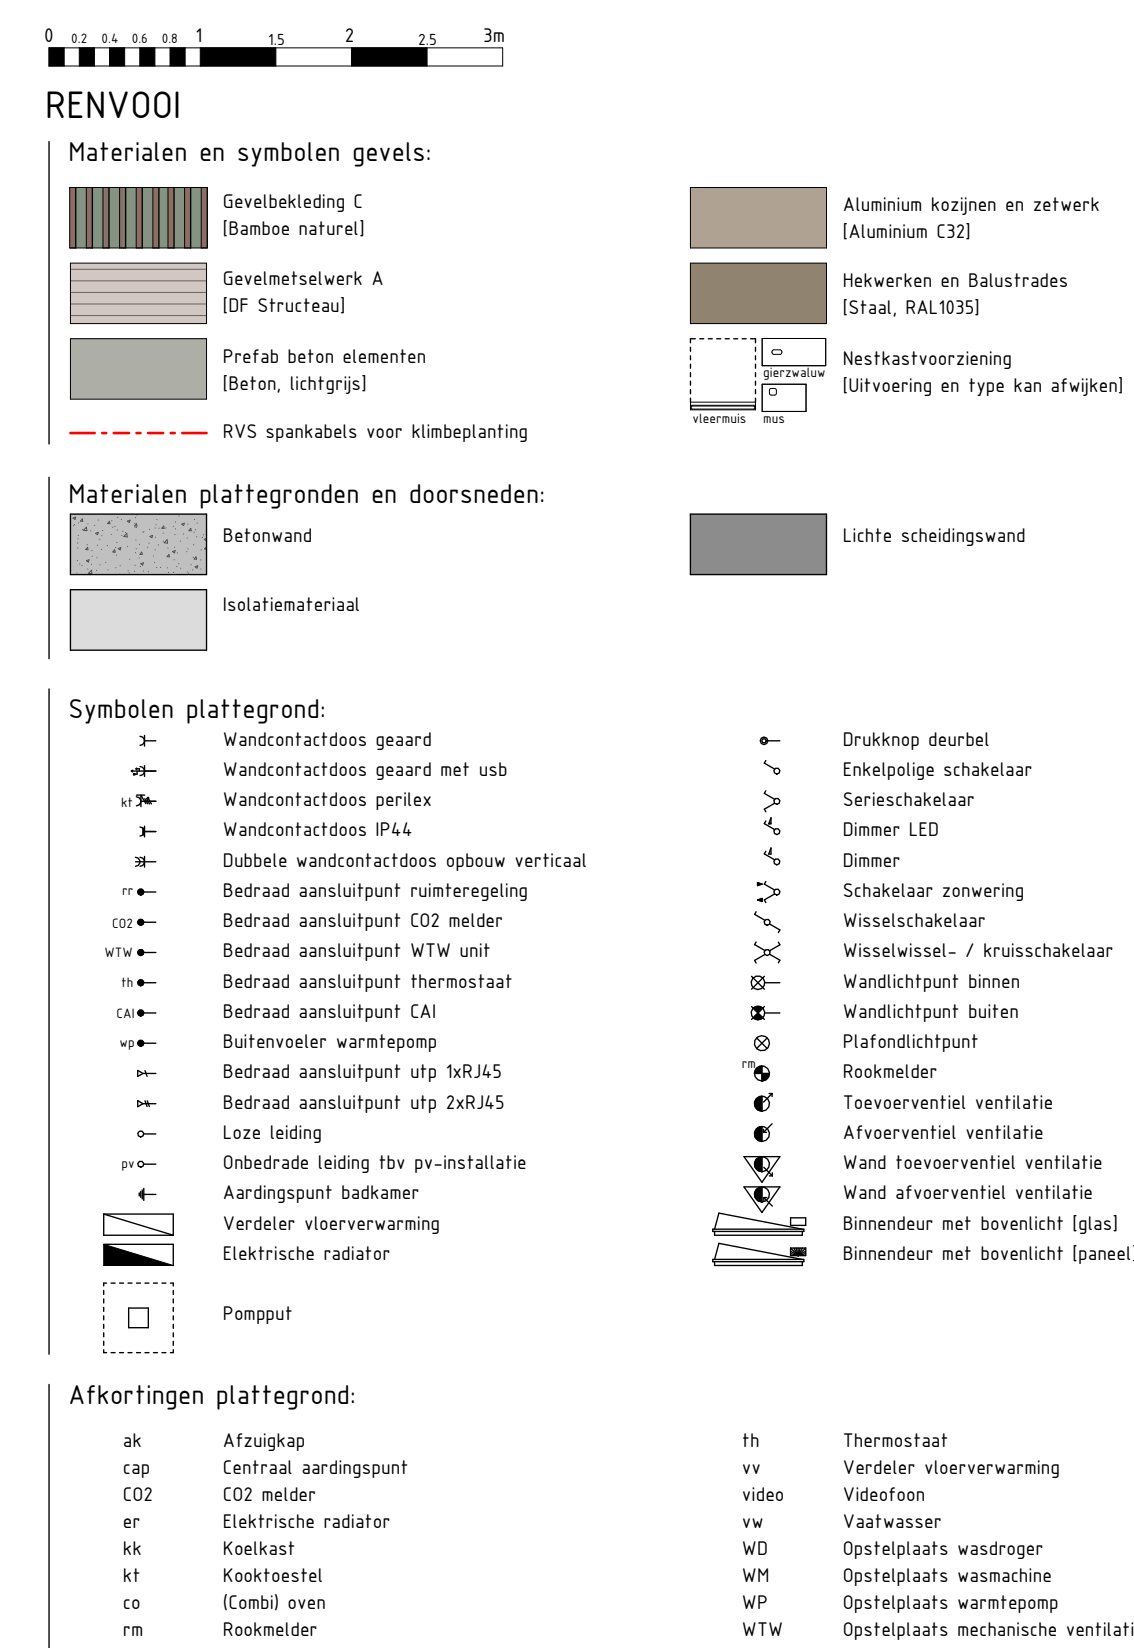 0 0.2 0.4 0.6 0.8 1 1.5 2 2.5 3m
RENVOOI
Materialen en symbolen gevels:
Gevelbekleding C
[Bamboe naturel]
Gevelmetselwerk A
[DF Structeau]
Prefab beton elementen
[Beton, lichtgrijs]
RVS spankabels voor klimbeplanting
Aluminium kozijnen en zetwerk
[Aluminium C32]
Hekwerken en Balustrades
[Staal, RAL1035]
gierzwaluw
vleermuis mus
Nestkastvoorziening
[Uitvoering en type kan afwijken]
Materialen plattegronden en doorsneden:
Betonwand
Isolatiemateriaal
Lichte scheidingswand
Symbolen plattegrond:
Wandcontactdoos geaard
Wandcontactdoos geaard met usb
kt Wandcontactdoos perilex
Wandcontactdoos IP44
Dubbele wandcontactdoos opbouw verticaal
rr Bedraad aansluitpunt ruimteregeling
CO2 Bedraad aansluitpunt CO2 melder
WTW Bedraad aansluitpunt WTW unit
th Bedraad aansluitpunt thermostaat
CAI Bedraad aansluitpunt CAI
wp Buitenvoeler warmtepomp
Bedraad aansluitpunt utp 1xRJ45
Bedraad aansluitpunt utp 2xRJ45
Loze leiding
pv Onbedrade leiding tbv pv-installatie
Aardingspunt badkamer
Verdeler vloerverwarming
Elektrische radiator
Pompput
Drukknop deurbel
Enkelpolige schakelaar
Serieschakelaar
Dimmer LED
Dimmer
Schakelaar zonwering
Wisselschakelaar
Wisselwissel- / kruisschakelaar
Wandlichtpunt binnen
Wandlichtpunt buiten
Plafondlichtpunt
rm Rookmelder
Toevoerventiel ventilatie
Afvoerventiel ventilatie
Wand toevoerventiel ventilatie
Wand afvoerventiel ventilatie
Binnendeur met bovenlicht [glas]
Binnendeur met bovenlicht [paneel]
Afkortingen plattegrond:
ak Afzuigkap
cap Centraal aardingspunt
CO2 CO2 melder
er Elektrische radiator
kk Koelkast
kt Kooktoestel
co (Combi) oven
rm Rookmelder
th Thermostaat
vv Verdeler vloerverwarming
video Videofoon
vw Vaatwasser
WD Opstelplaats wasdroger
WM Opstelplaats wasmachine
WP Opstelplaats warmtepomp
WTW Opstelplaats mechanische ventilati